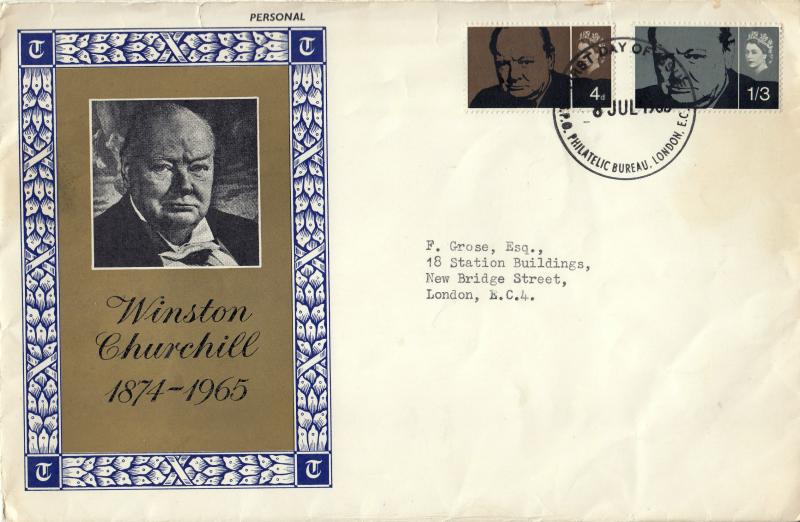 PERSONAL
T T
4d
1/3
FIRST DAY OF
8 JUL 1965
G.P.O. PHILATELIC BUREAU, LONDON, E.C.
Winston
Churchill
1874-1965
F. Grose, Esq.,
18 Station Buildings,
New Bridge Street,
London, E.C.4.
T T